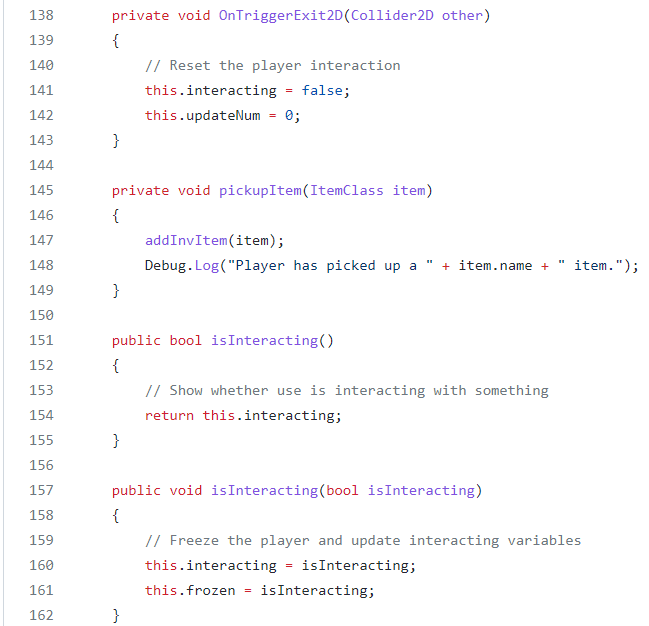 138 private void OnTriggerExit2D(Collider2D other)
139 {
140 // Reset the player interaction
141 this.interacting = false;
142 this.updateNum = 0;
143 }
144
145 private void pickupItem(ItemClass item)
146 {
147 addInvItem(item);
148 Debug.Log("Player has picked up a " + item.name + " item.");
149 }
150
151 public bool isInteracting()
152 {
153 // Show whether use is interacting with something
154 return this.interacting;
155 }
156
157 public void isInteracting(bool isInteracting)
158 {
159 // Freeze the player and update interacting variables
160 this.interacting = isInteracting;
161 this.frozen = isInteracting;
162 }